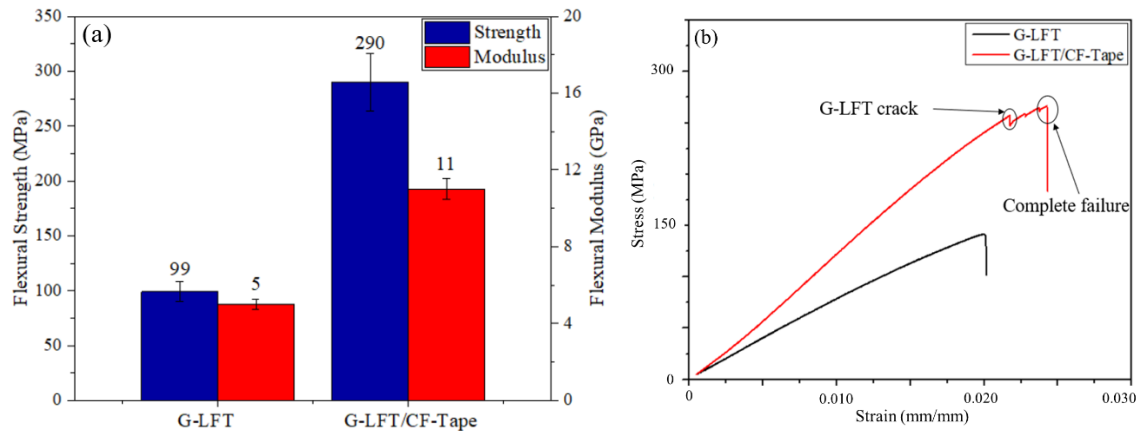 (a)
Strength
Modulus
350
300
250
200
150
100
50
0
Flexural Strength (MPa)
20
16
12
8
4
0
Flexural Modulus (GPa)
99
5
290
11
G-LFT
G-LFT/CF-Tape
(b)
G-LFT
G-LFT/CF-Tape
G-LFT crack
Complete failure
300
150
0
Stress (MPa)
0.010
0.020
0.030
Strain (mm/mm)